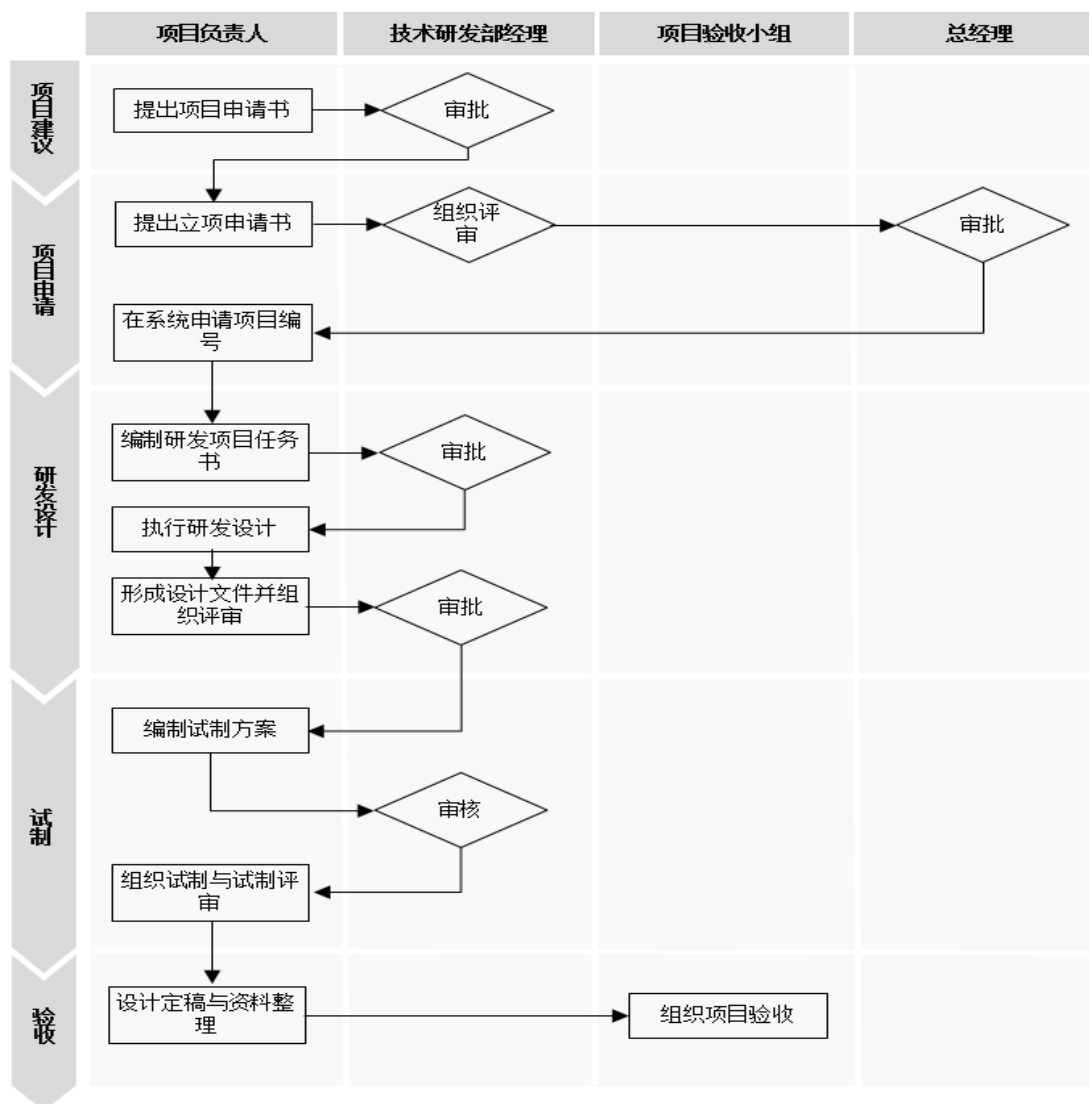 项目负责人
技术研发部经理
项目验收小组
总经理
项目建议
提出项目申请书
审批
项目申请
提出立项申请书
组织评
审
审批
在系统申请项目编
号
研发设计
编制研发项目任务
书
审批
执行研发设计
形成设计文件并组
织评审
审批
试制
编制试制方案
审核
组织试制与试制评
审
验收
设计定稿与资料整
理
组织项目验收